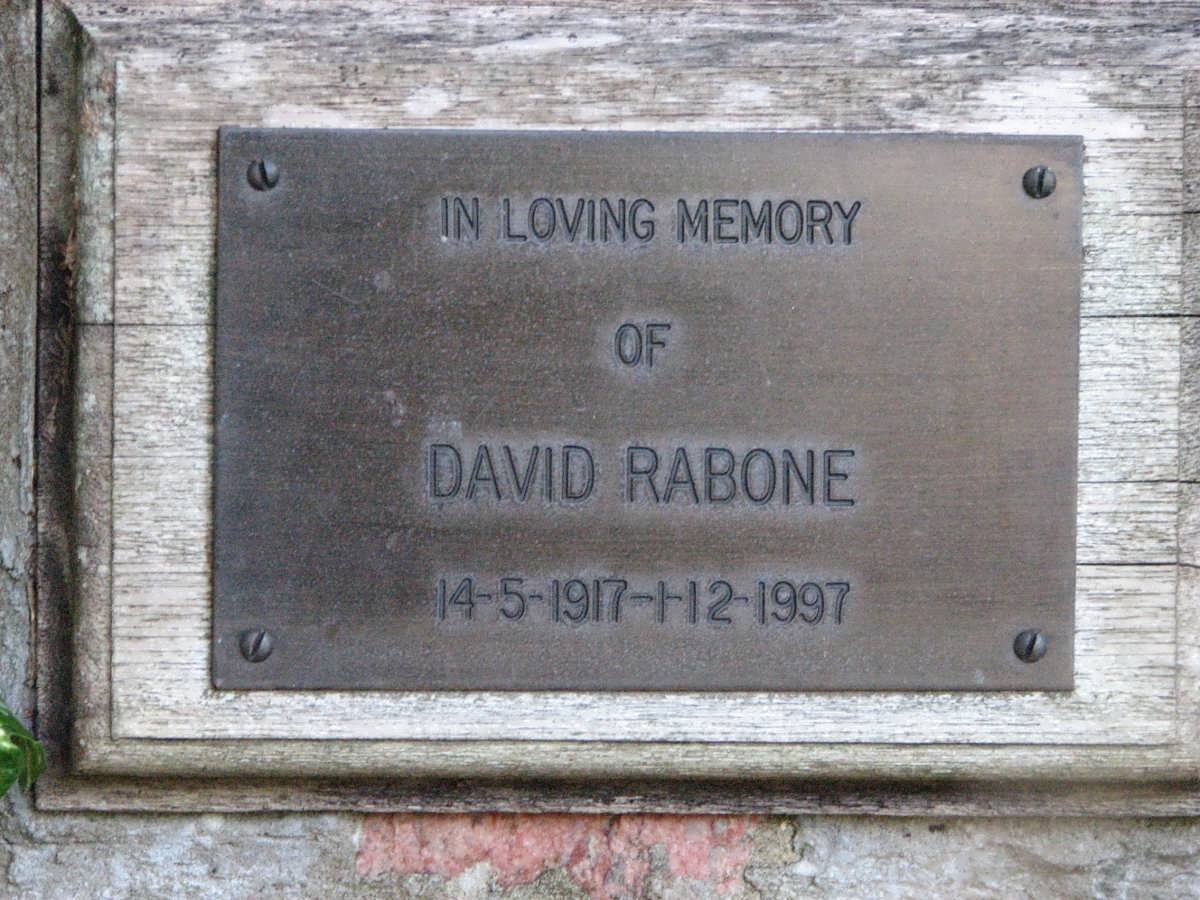 IN LOVING MEMORY
OF
DAVID RABONE
14-5-1917-1-12-1997